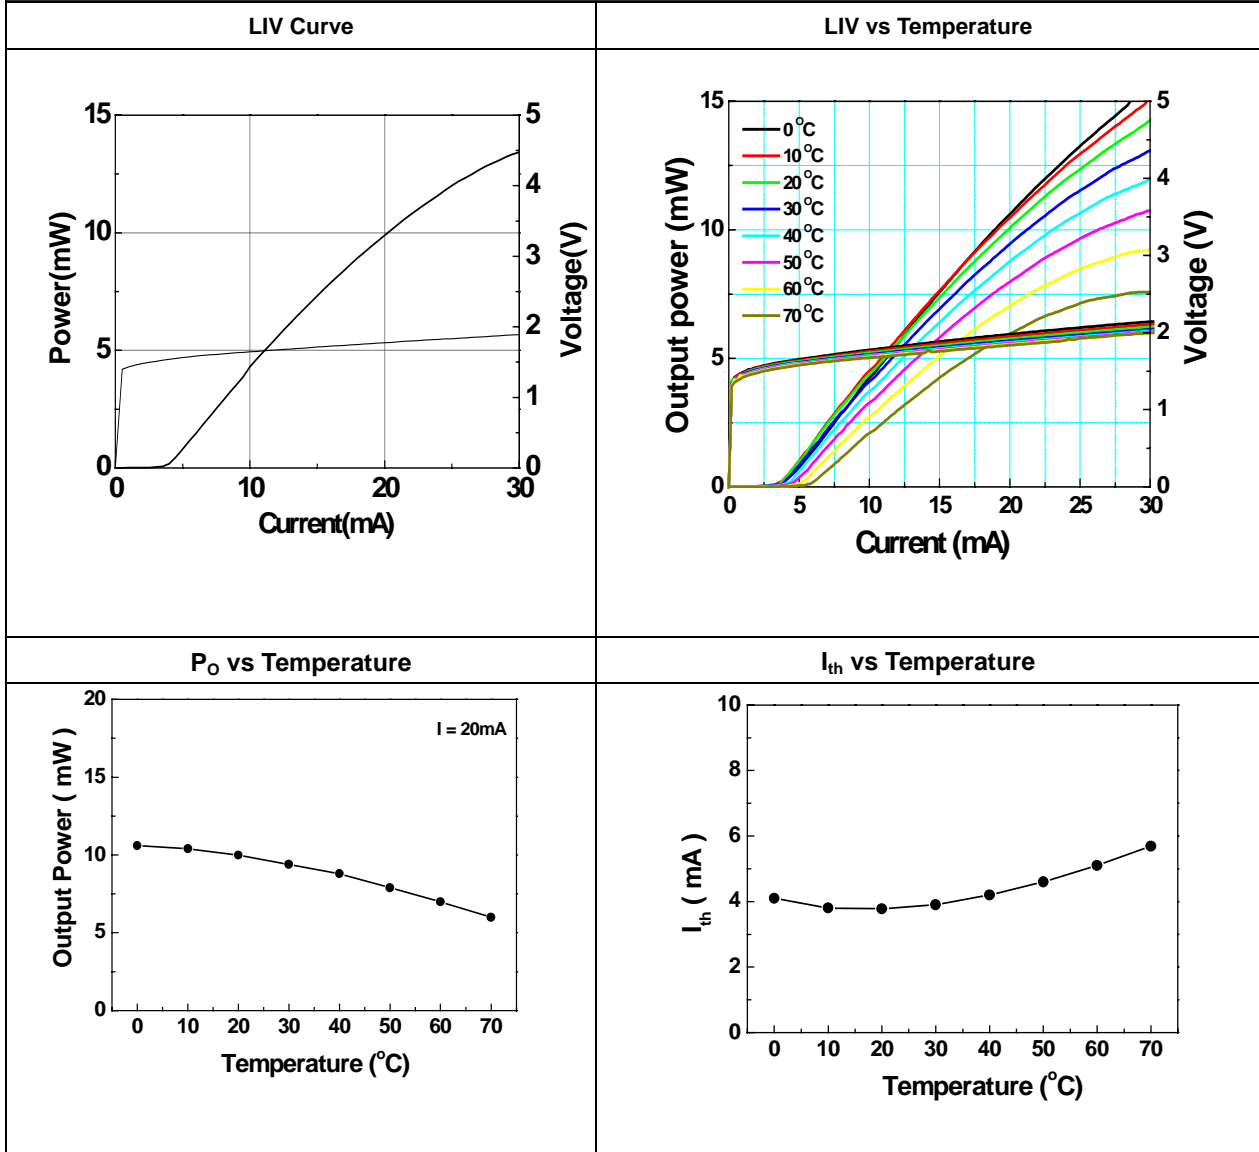 LIV Curve
LIV vs Temperature
15
10
5
0
0
10
20
30
5
4
3
2
1
0
Power(mW)
Voltage(V)
Current(mA)
15
10
5
0
0
5
10
15
20
25
30
5
4
3
2
1
0
0 °C
10 °C
20 °C
30 °C
40 °C
50 °C
60 °C
70 °C
Output power (mW)
Voltage (V)
Current (mA)
P_O vs Temperature
I_th vs Temperature
20
15
10
5
0
0 10 20 30 40 50 60 70
I = 20mA
Output Power ( mW)
Temperature (°C)
10
8
6
4
2
0
0 10 20 30 40 50 60 70
I_th ( mA )
Temperature (°C)